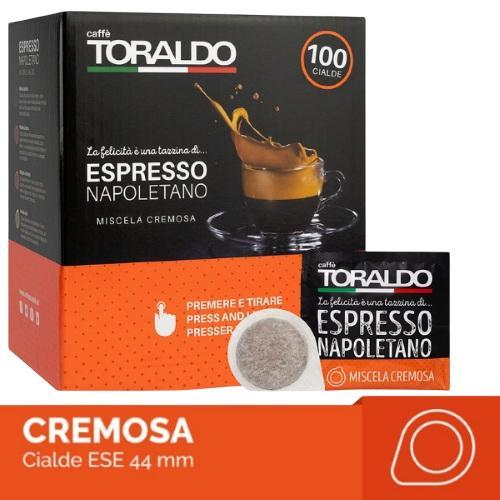 caffè
TORALDO
100
CIALDE
La felicità è una tazzina di...
ESPRESSO
NAPOLETANO
MISCELA CREMOSA
PREMERE E TIRARE
PRESS AND
PRESSER
ESPRESSO
NAPOLETANO
caffè
TORALDO
La felicità è una tazzina di...
ESPRESSO
NAPOLETANO
MISCELA CREMOSA
CREMOSA
Cialde ESE 44 mm